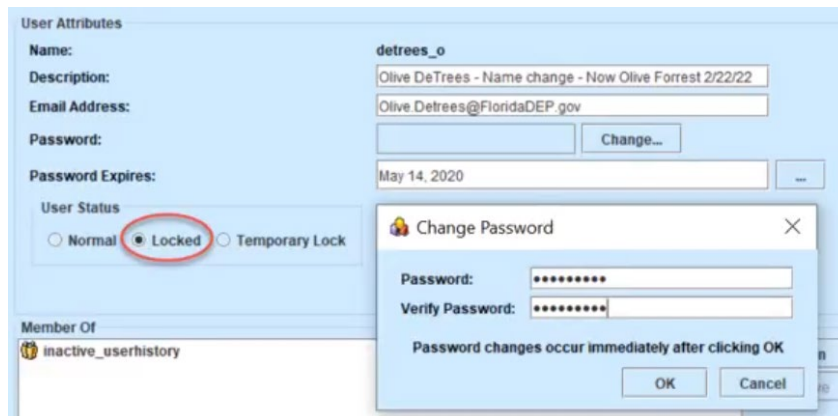 User Attributes
Name: detrees_o
Description: Olive DeTrees - Name change - Now Olive Forrest 2/22/22
Email Address: Olive.Detrees@FloridaDEP.gov
Password: Change...
Password Expires: May 14, 2020 ...
User Status
Normal Locked Temporary Lock
Change Password
Password: •••••••••
Verify Password: •••••••••
Password changes occur immediately after clicking OK
OK Cancel
Member Of
inactive_userhistory